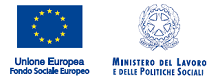 Unione Europea
Fondo Sociale Europeo
MINISTERO DEL LAVORO
E DELLE POLITICHE SOCIALI